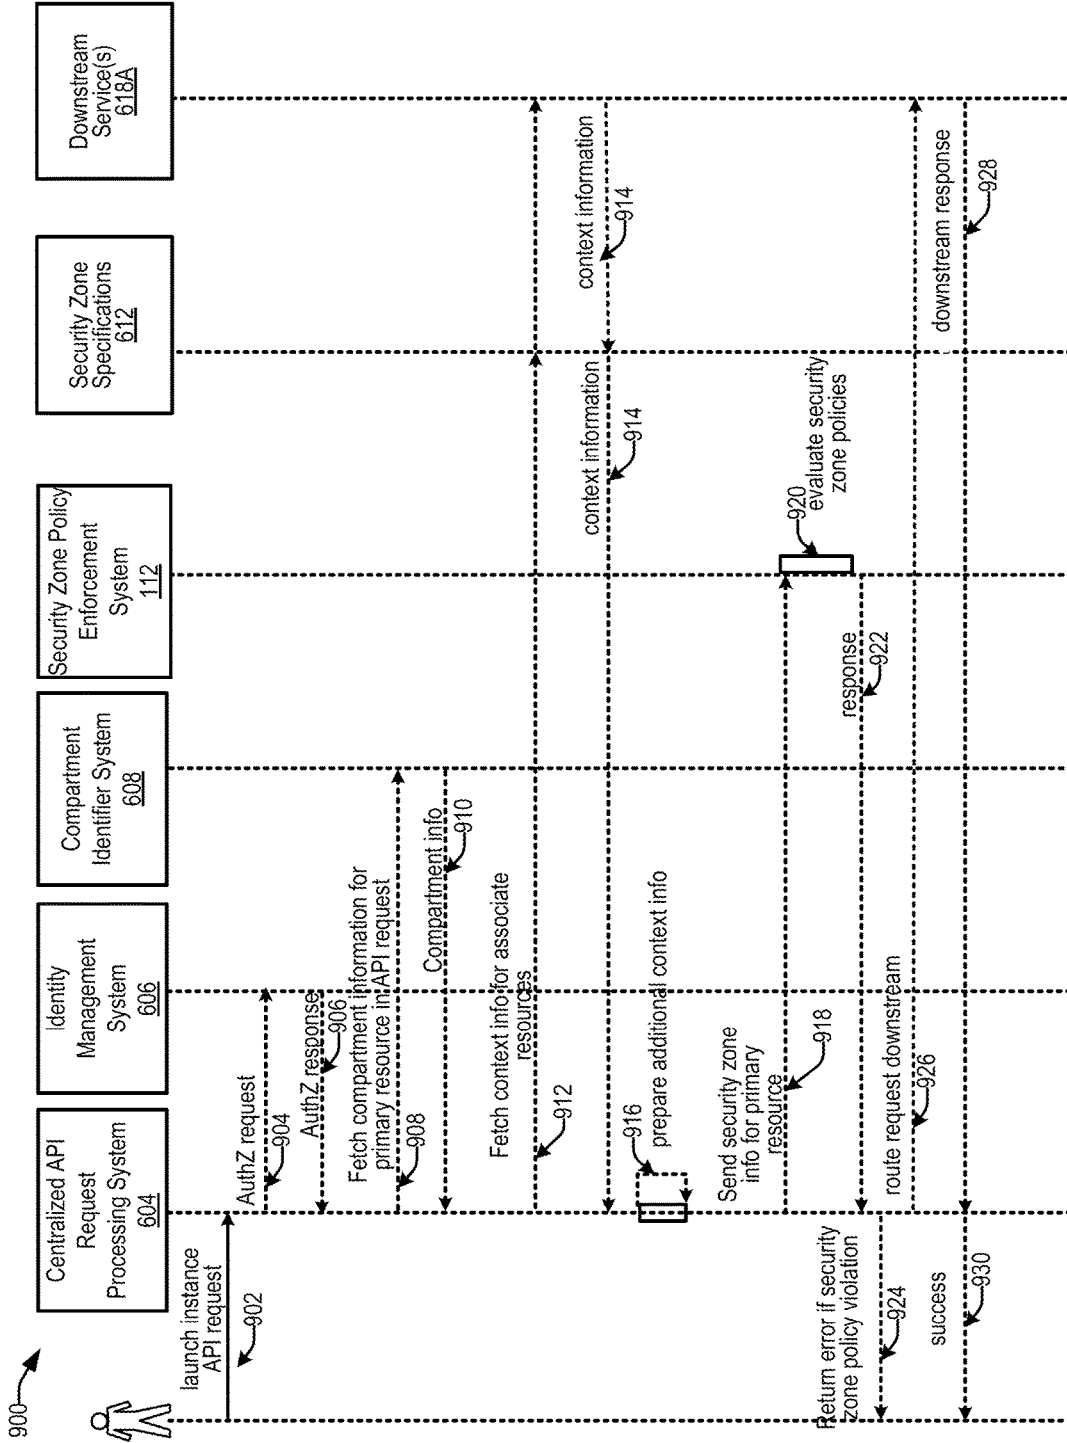 900
Centralized API
Request
Processing System
604
Identity
Management
System
606
Compartment
Identifier System
608
Security Zone Policy
Enforcement
System
112
Security Zone
Specifications
612
Downstream
Service(s)
618A
launch instance
API request
902
AuthZ request
904
AuthZ response
906
Fetch compartment information for
primary resource in API request
908
Compartment info
910
Fetch context info for associate
resources
912
context information
914
context information
914
916
prepare additional context info
Send security zone
info for primary
resource
918
920
evaluate security
zone policies
response
922
Return error if security
zone policy violation
924
route request downstream
926
downstream response
928
success
930